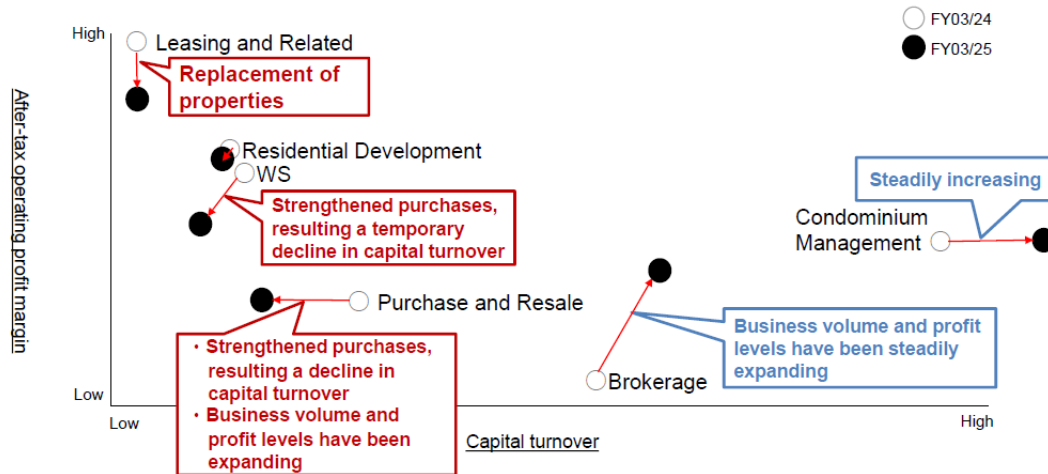 FY03/24
FY03/25
High
After-tax operating profit margin
Leasing and Related
Replacement of
properties
Residential Development
WS
Strengthened purchases,
resulting a temporary
decline in capital turnover
Steadily increasing
Condominium
Management
Purchase and Resale
・Strengthened purchases,
resulting a decline in
capital turnover
・Business volume and
profit levels have been
expanding
Business volume and profit
levels have been steadily
expanding
Brokerage
Low
Low
Capital turnover
High